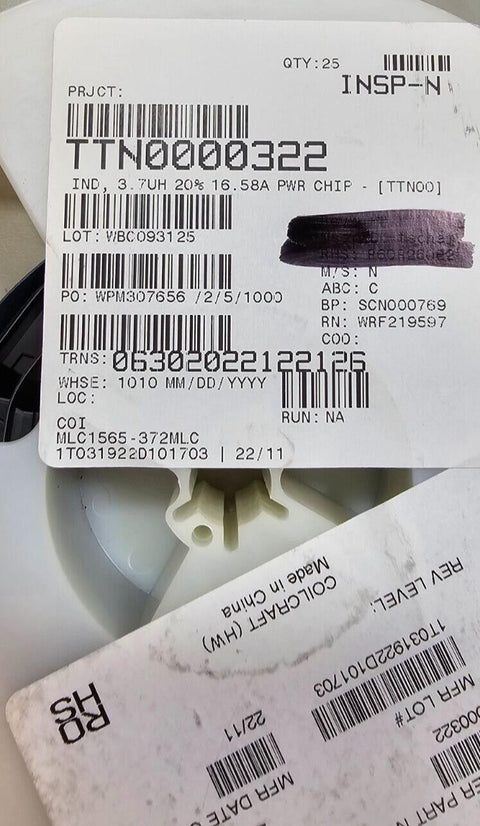 QTY:25
INSP-N
PRJCT:
TTN0000322
IND, 3.7UH 20% 16.58A PWR CHIP - [TTN00]
LOT: WBC093125
M/S: N
ABC: C
PO: WPM307656 /2/5/1000
BP: SCN000769
RN: WRF219597
COO:
TRNS: 06302022122126
WHSE: 1010 MM/DD/YYYY
LOC:
RUN: NA
COI
MLC1565-372MLC
1T031922D101703 | 22/11
COILCRAFT (HW)
Made in China
REV LEVEL:
1T031922D101703
MFR LOT#
ROHS
22/11
MFR DATE
000322
PART